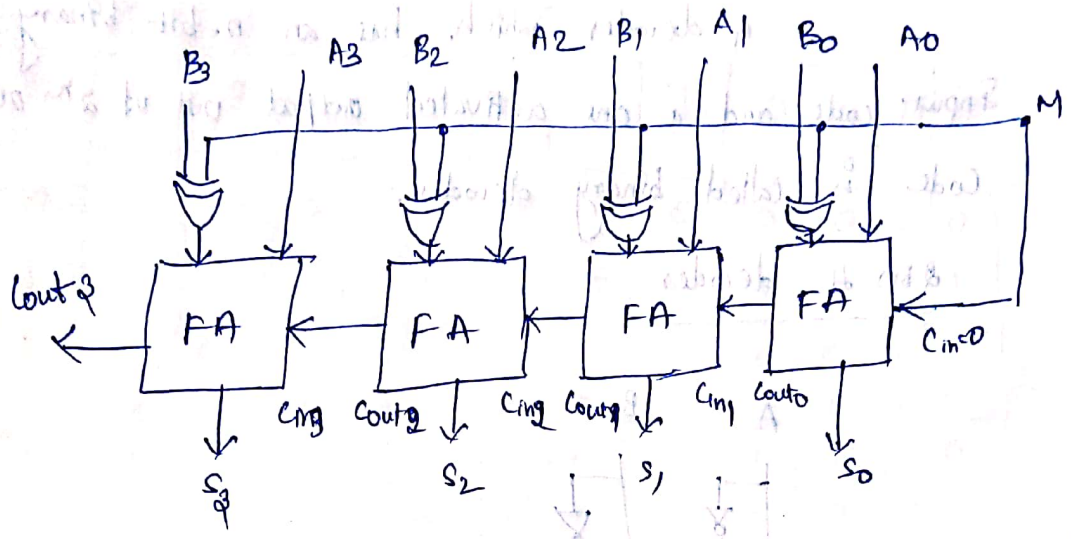 B3 A3 B2 A2 B1 A1 B0 A0
M
Cout3 FA FA FA FA
Cin=0
Cin3 Cout2 Cin2 Cout1 Cin1 Cout0
S3 S2 S1 S0